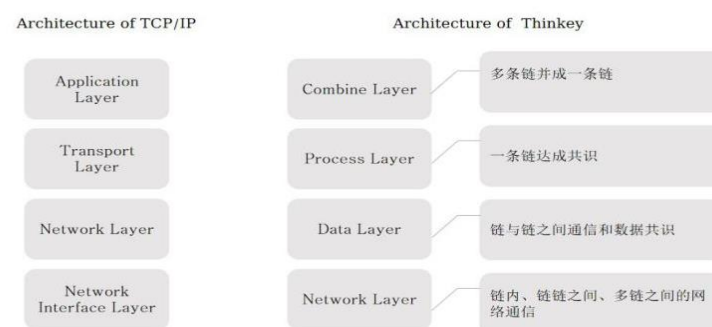 Architecture of TCP/IP
Architecture of Thinkey
Application
Layer
Combine Layer
多条链并成一条链
Transport
Layer
Process Layer
一条链达成共识
Network Layer
Data Layer
链与链之间通信和数据共识
Network
Interface Layer
Network Layer
链内、链链之间、多链之间的网
络通信